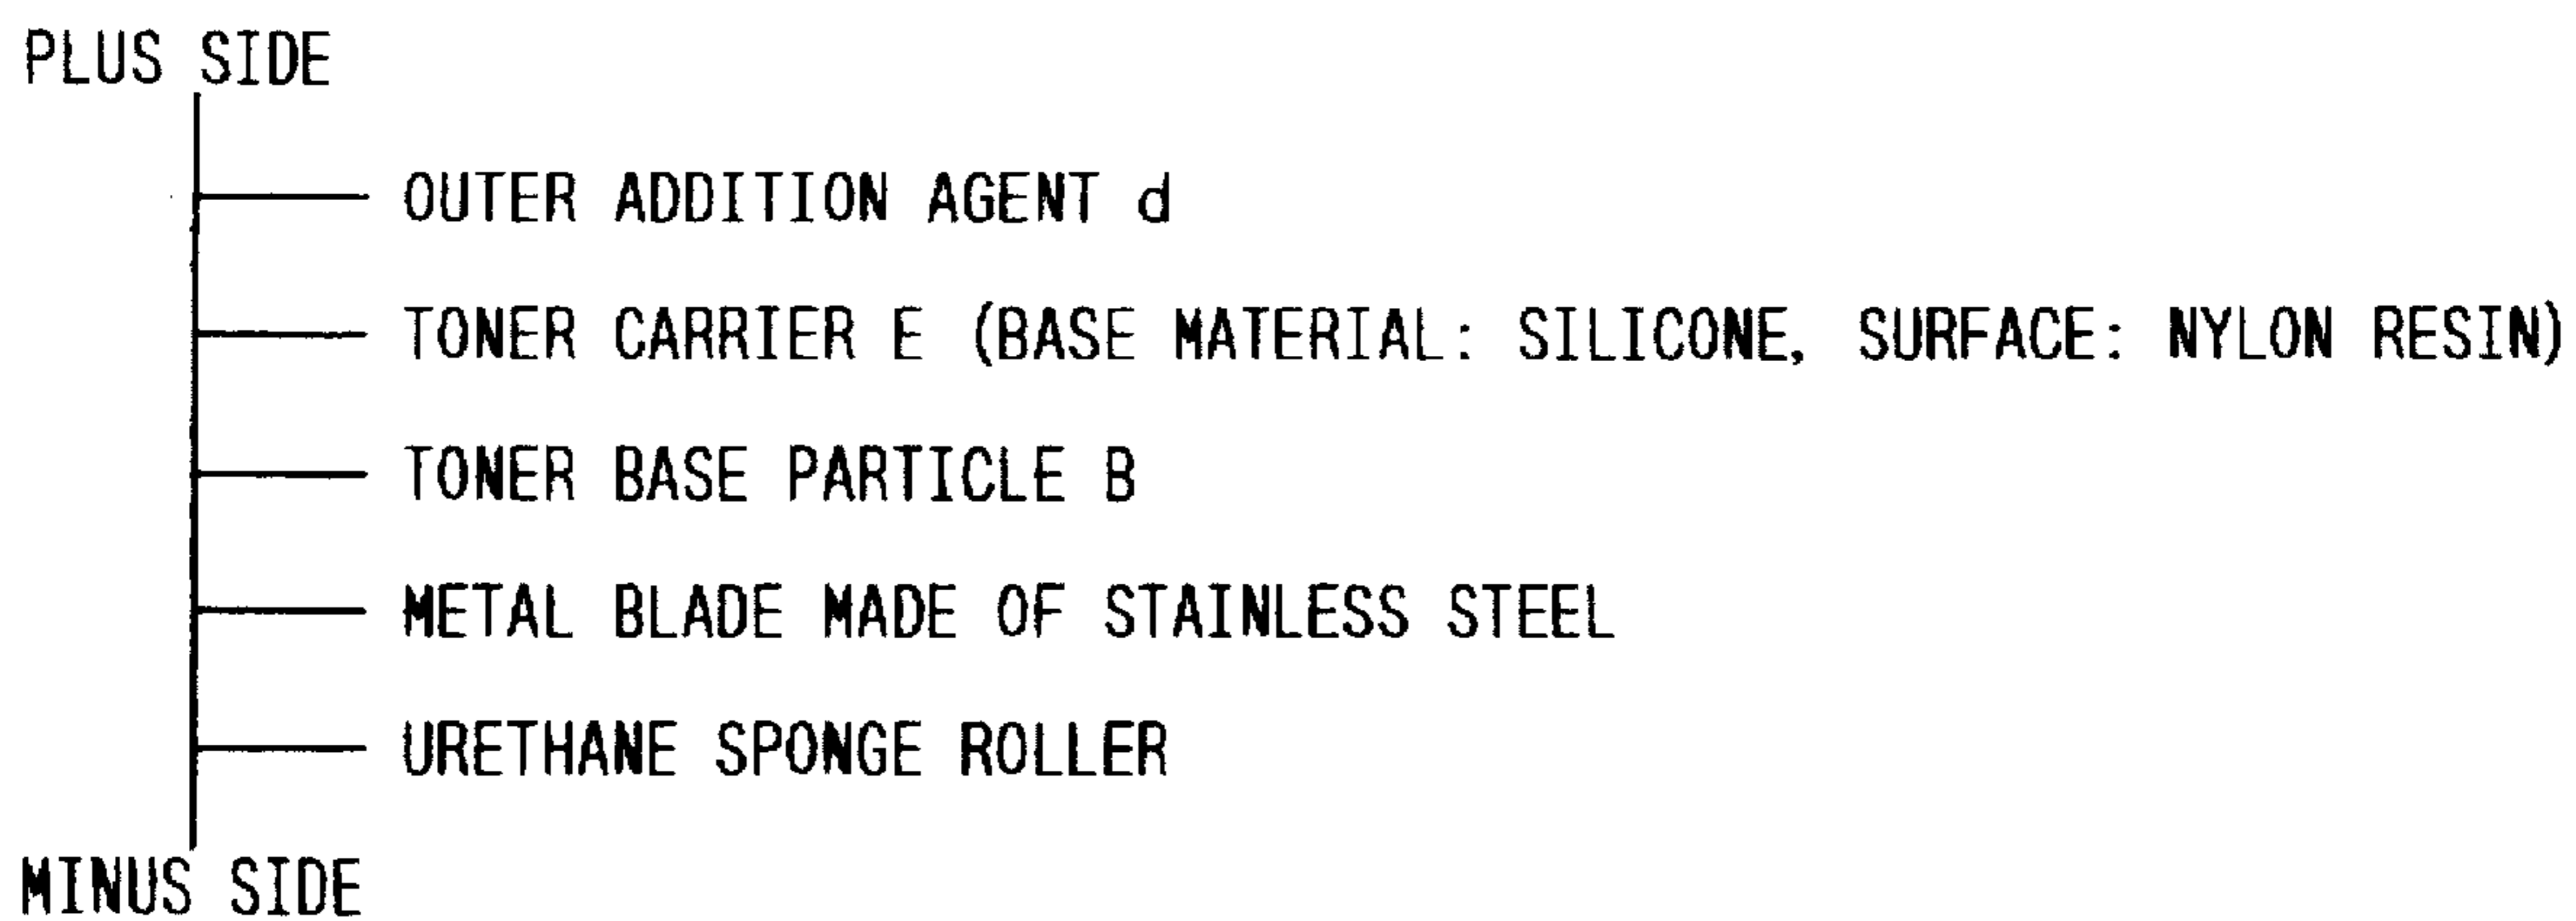 PLUS SIDE
OUTER ADDITION AGENT d
TONER CARRIER E (BASE MATERIAL: SILICONE, SURFACE: NYLON RESIN)
TONER BASE PARTICLE B
METAL BLADE MADE OF STAINLESS STEEL
URETHANE SPONGE ROLLER
MINUS SIDE